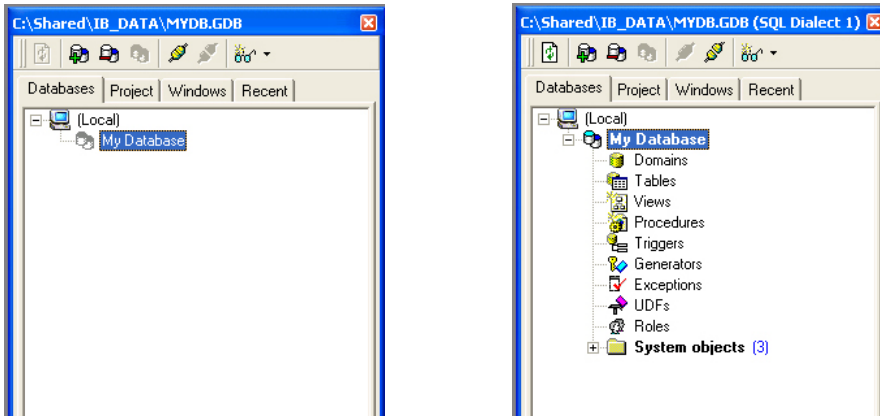 C:\Shared\IB_DATA\MYDB.GDB
Databases Project Windows Recent
(Local)
My Database
C:\Shared\IB_DATA\MYDB.GDB (SQL Dialect 1)
Databases Project Windows Recent
(Local)
My Database
Domains
Tables
Views
Procedures
Triggers
Generators
Exceptions
UDFs
Roles
System objects (3)